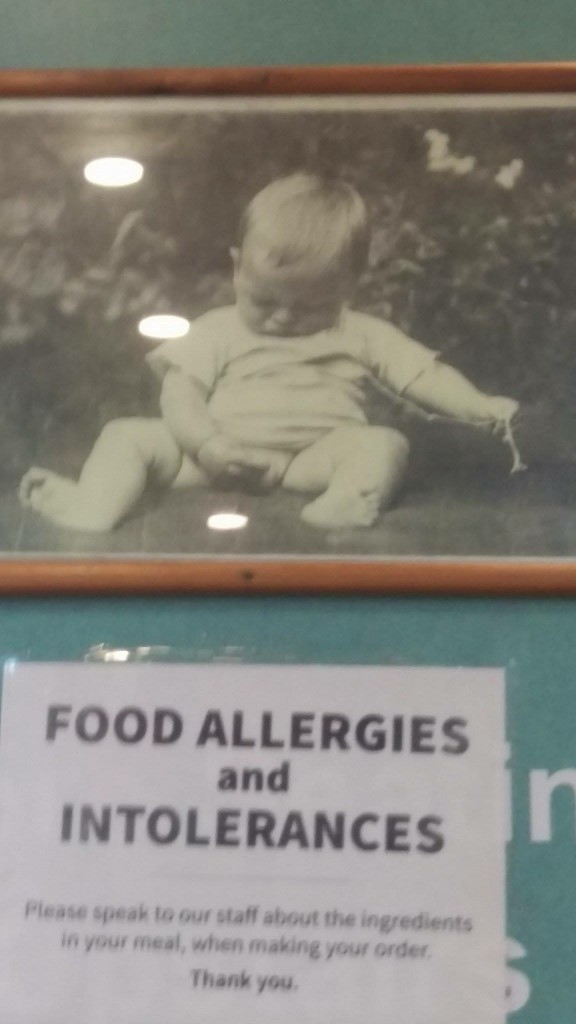 FOOD ALLERGIES
and
INTOLERANCES
Please speak to our staff about the ingredients
in your meal, when making your order.
Thank you.
in
s